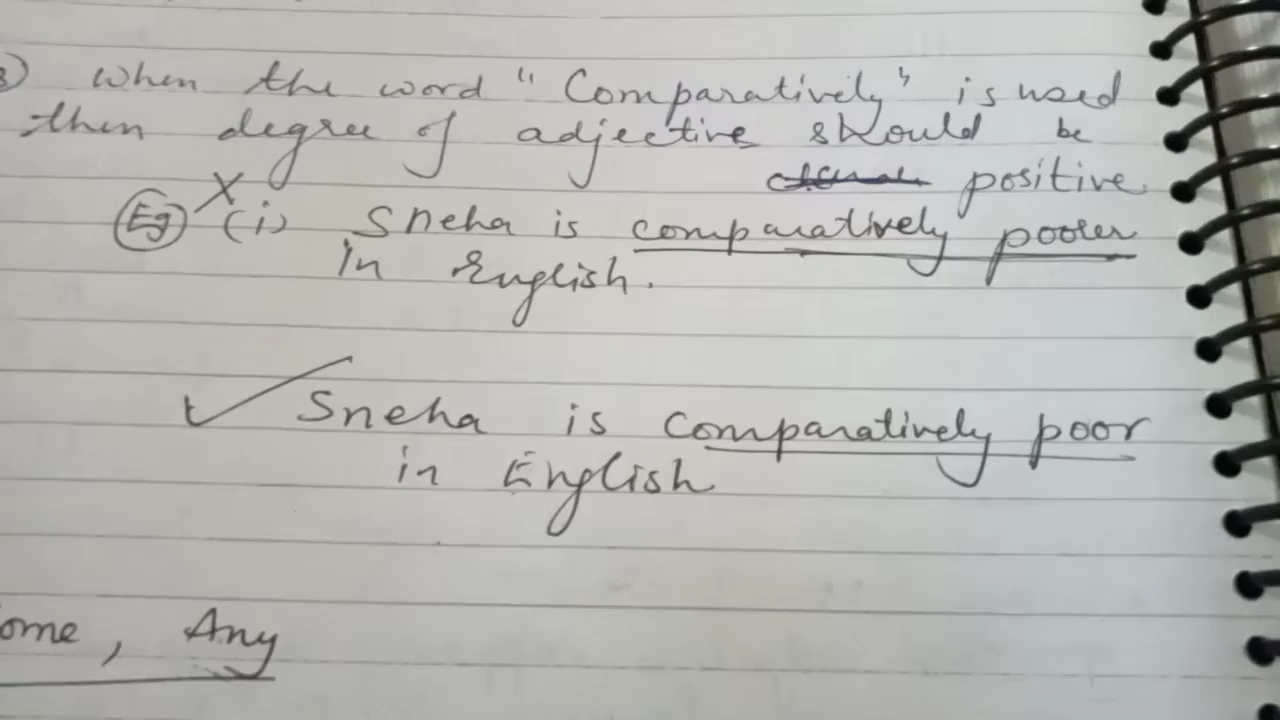 3) When the word "Comparatively" is used
then degree of adjective should be
positive.
Eg X (i) Sneha is comparatively poorer
in English.
✓ Sneha is comparatively poor
in English
ome, Any